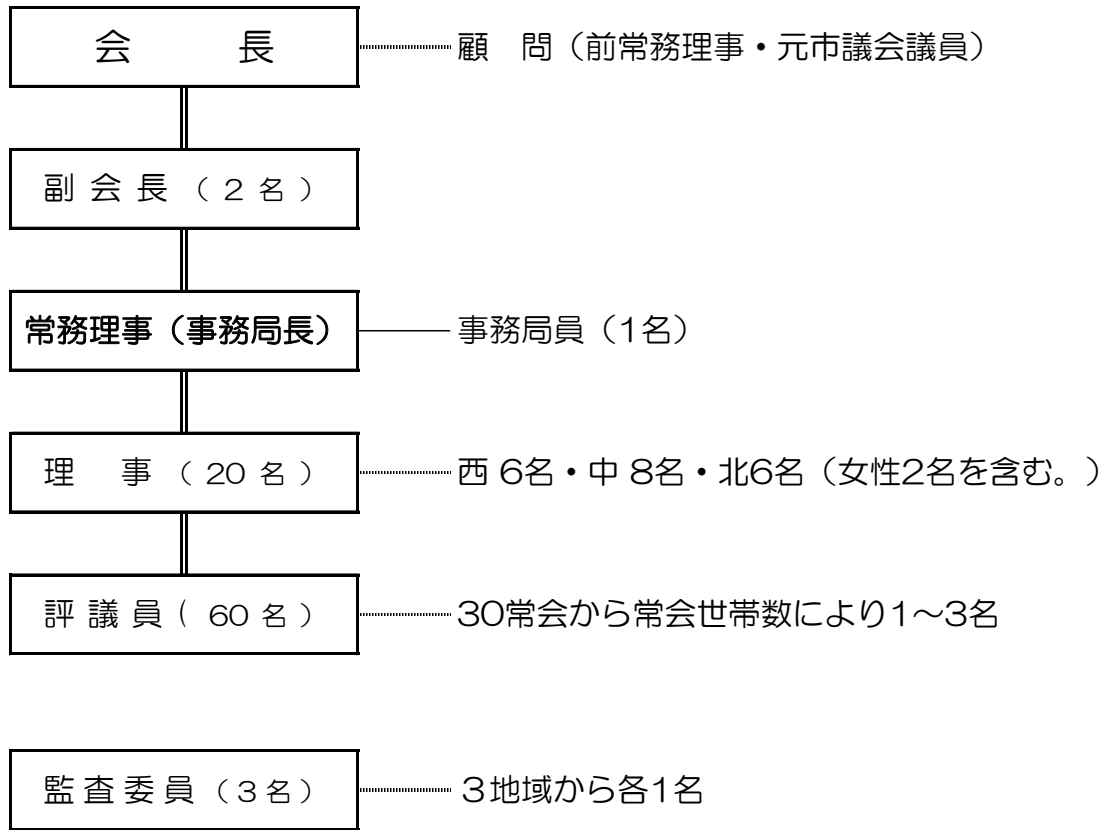 会　　　長　顧　問（前常務理事・元市議会議員）
副 会 長 （ 2 名 ）
常務理事（事務局長）　事務局員（1名）
理　事 （ 20 名 ）　西 6名・中 8名・北6名（女性2名を含む。）
評 議 員（ 60 名 ）　30常会から常会世帯数により1～3名
監 査 委 員 （ 3 名 ）　3地域から各1名